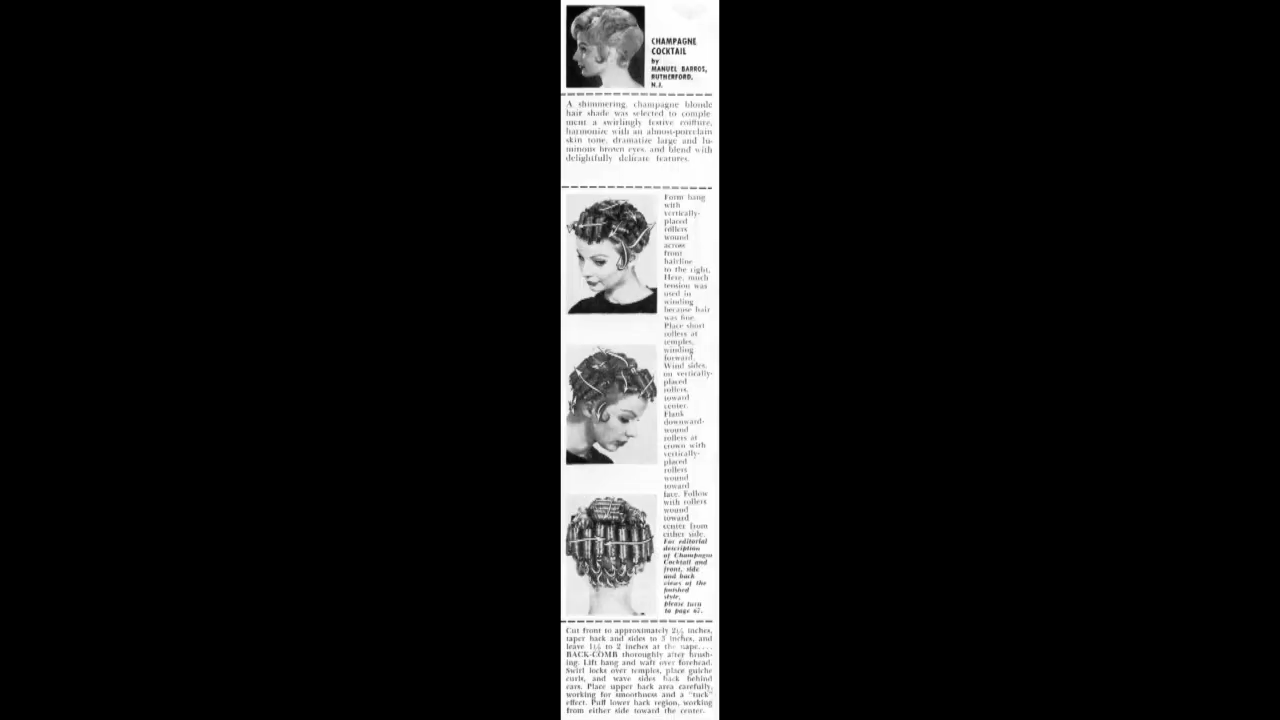 CHAMPAGNE
COCKTAIL
by
MANUEL BARROS,
RUTHERFORD,
N.J.
A shimmering, champagne blonde
hair shade was selected to comple-
ment a swirlingly festive coiffure,
harmonize with an almost-porcelain
skin tone, dramatize large and lu-
minous brown eyes, and blend with
delightfully delicate features.
Form bang
with
vertically-
placed
rollers
wound
across
front
hairline
to the right.
Here, much
tension was
used in
winding
because hair
was fine.
Place short
rollers at
temples,
winding
forward.
Wind sides,
on vertically-
placed
rollers,
toward
center.
Flank
downward-
wound
rollers at
crown with
vertically-
placed
rollers
wound
toward
face. Follow
with rollers
wound
toward
center from
either side.
For editorial
description
of Champagne
Cocktail and
front, side
and back
views of the
finished
style,
please turn
to page 67.
Cut front to approximately 2½ inches,
taper back and sides to 3 inches, and
leave 1½ to 2 inches at the nape....
BACK-COMB thoroughly after brush-
ing. Lift bang and waft over forehead.
Swirl locks over temples, place guiche
curls, and wave sides back behind
ears. Place upper back area carefully,
working for smoothness and a "tuck"
effect. Puff lower back region, working
from either side toward the center.